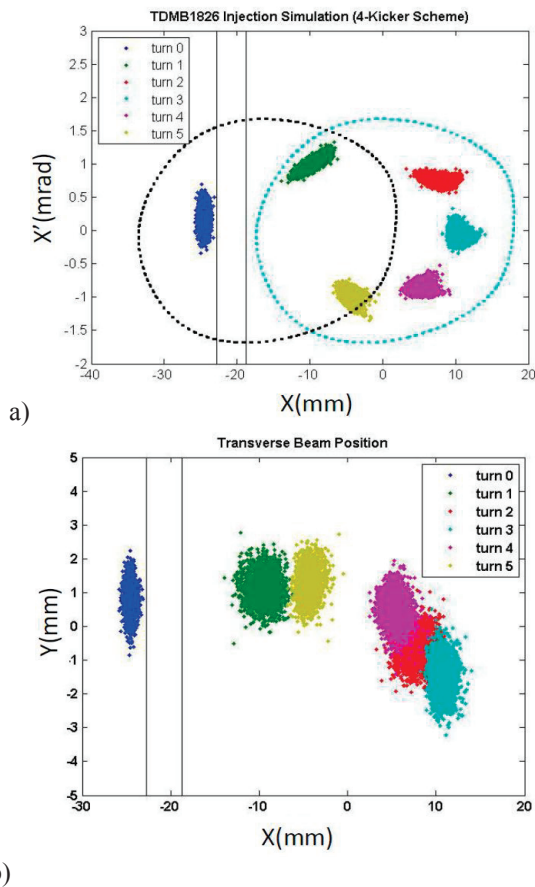 TDMB1826 Injection Simulation (4-Kicker Scheme)
3
2.5
2
1.5
1
0.5
0
-0.5
-1
-1.5
-2
X'(mrad)
turn 0
turn 1
turn 2
turn 3
turn 4
turn 5
-40 -30 -20 -10 0 10 20
X(mm)
a)
Transverse Beam Position
5
4
3
2
1
0
-1
-2
-3
-4
-5
Y(mm)
turn 0
turn 1
turn 2
turn 3
turn 4
turn 5
-30 -20 -10 0 10 20
X(mm)